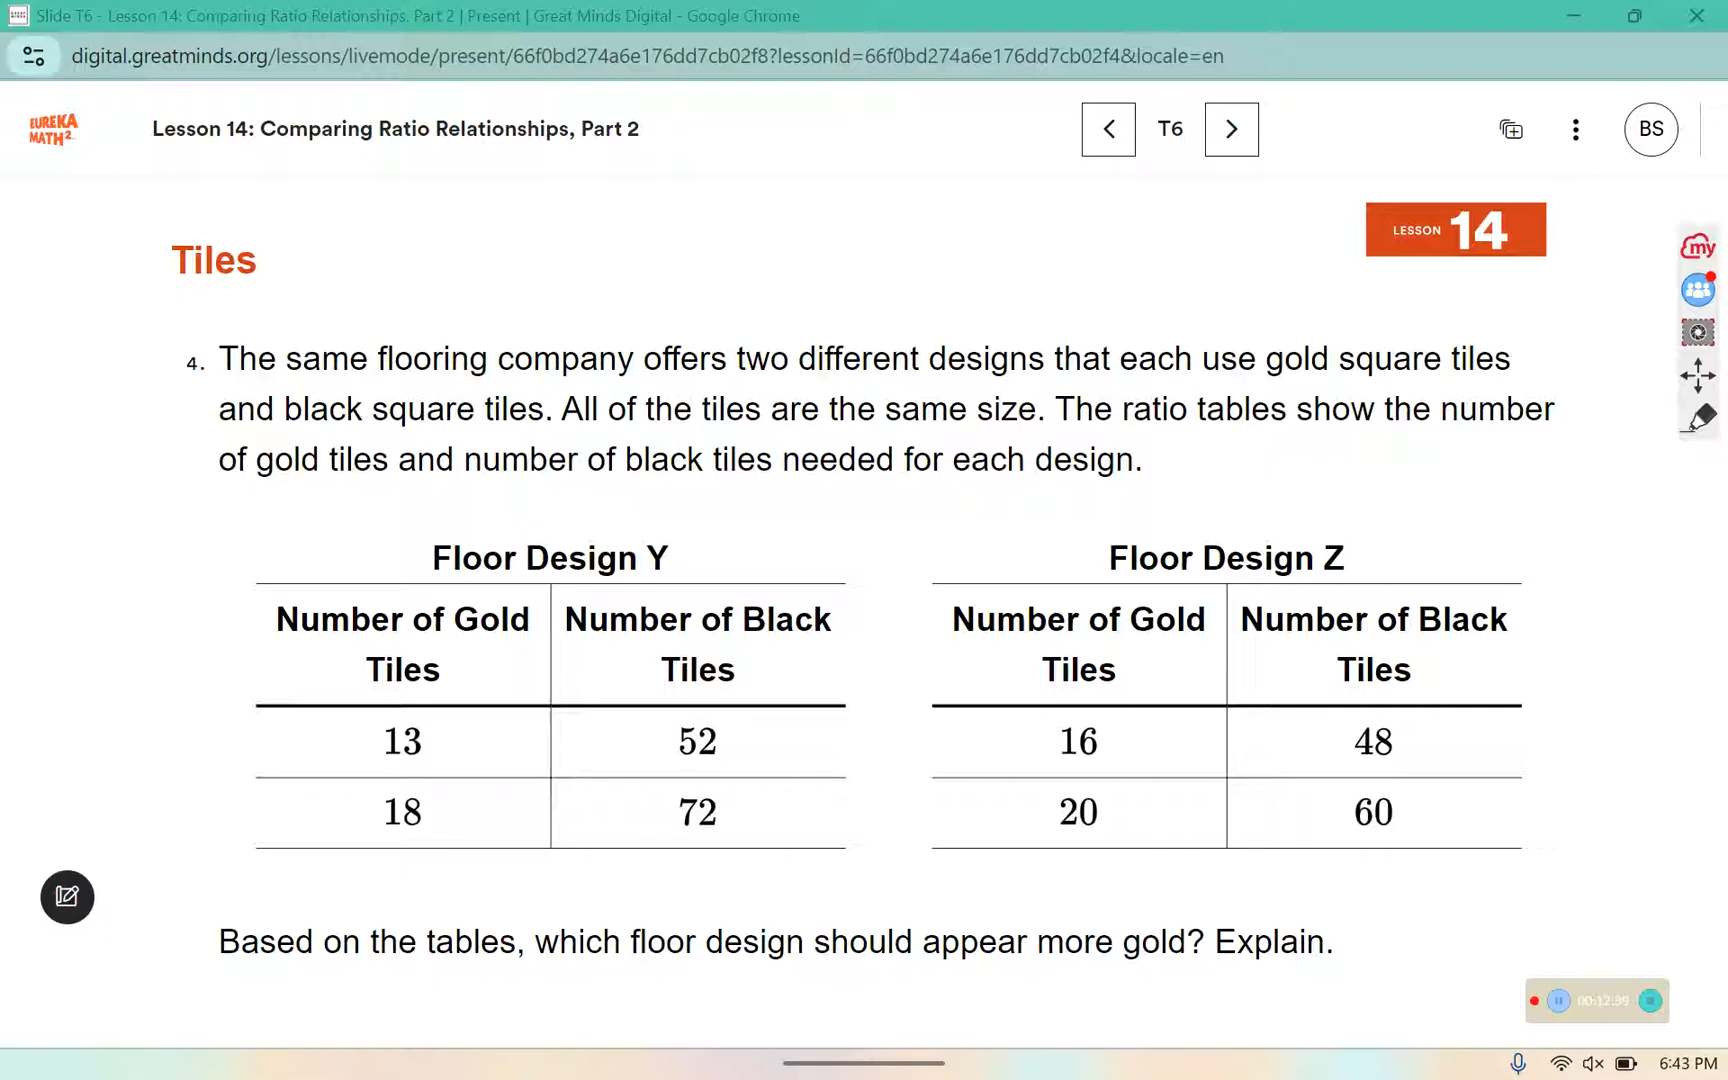 Slide T6 - Lesson 14: Comparing Ratio Relationships, Part 2 | Present | Great Minds Digital - Google Chrome
digital.greatminds.org/lessons/livemode/present/66f0bd274a6e176dd7cb02f8?lessonId=66f0bd274a6e176dd7cb02f4&locale=en
EUREKA
MATH²
Lesson 14: Comparing Ratio Relationships, Part 2
T6
BS
LESSON 14
Tiles
my
4. The same flooring company offers two different designs that each use gold square tiles
and black square tiles. All of the tiles are the same size. The ratio tables show the number
of gold tiles and number of black tiles needed for each design.
Floor Design Y
Number of Gold Tiles Number of Black Tiles
13 52
18 72
Floor Design Z
Number of Gold Tiles Number of Black Tiles
16 48
20 60
Based on the tables, which floor design should appear more gold? Explain.
00:12:39
6:43 PM